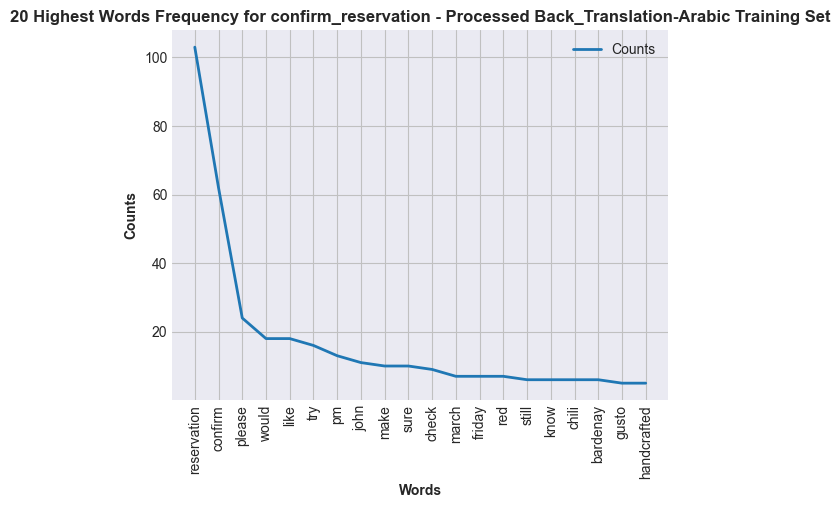 20 Highest Words Frequency for confirm_reservation - Processed Back_Translation-Arabic Training Set
Counts
100
80
60
40
20
Counts
reservation
confirm
please
would
like
try
pm
john
make
sure
check
march
friday
red
still
know
chili
bardenay
gusto
handcrafted
Words